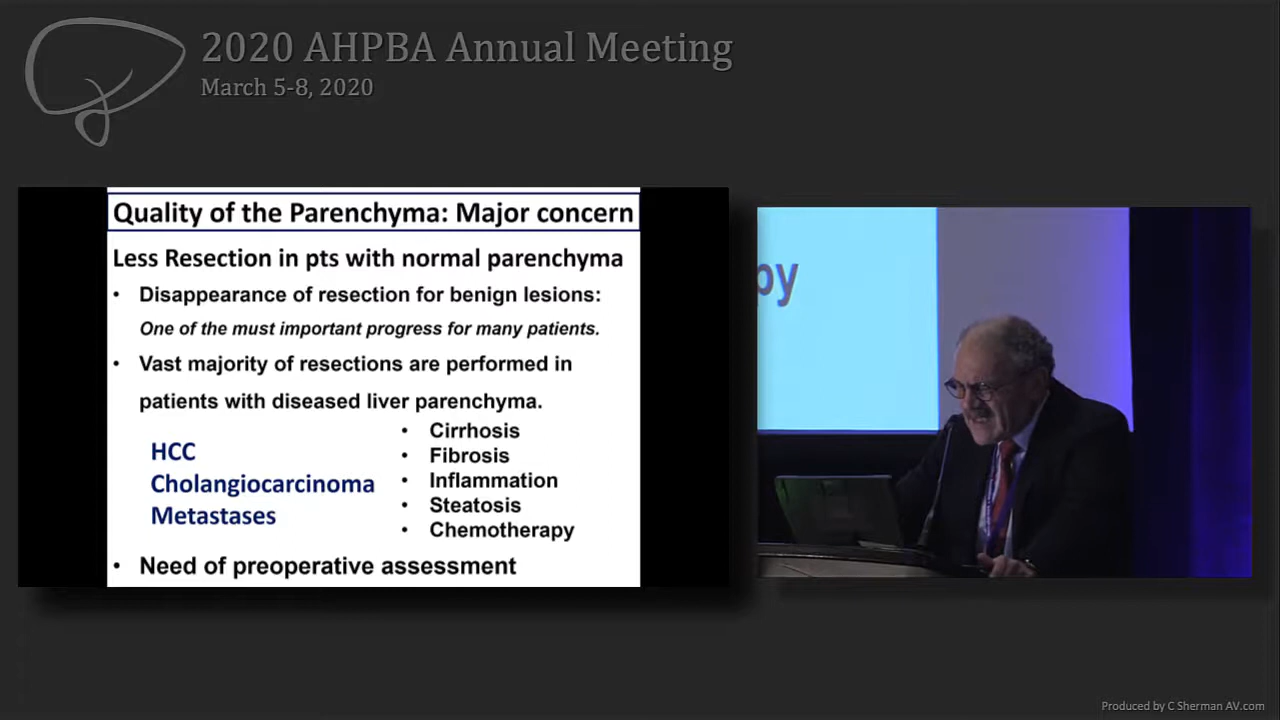 2020 AHPBA Annual Meeting
March 5-8, 2020
Quality of the Parenchyma: Major concern
Less Resection in pts with normal parenchyma
• Disappearance of resection for benign lesions:
One of the must important progress for many patients.
• Vast majority of resections are performed in
patients with diseased liver parenchyma.
HCC
Cholangiocarcinoma
Metastases
• Cirrhosis
• Fibrosis
• Inflammation
• Steatosis
• Chemotherapy
• Need of preoperative assessment
py
Produced by C Sherman AV.com